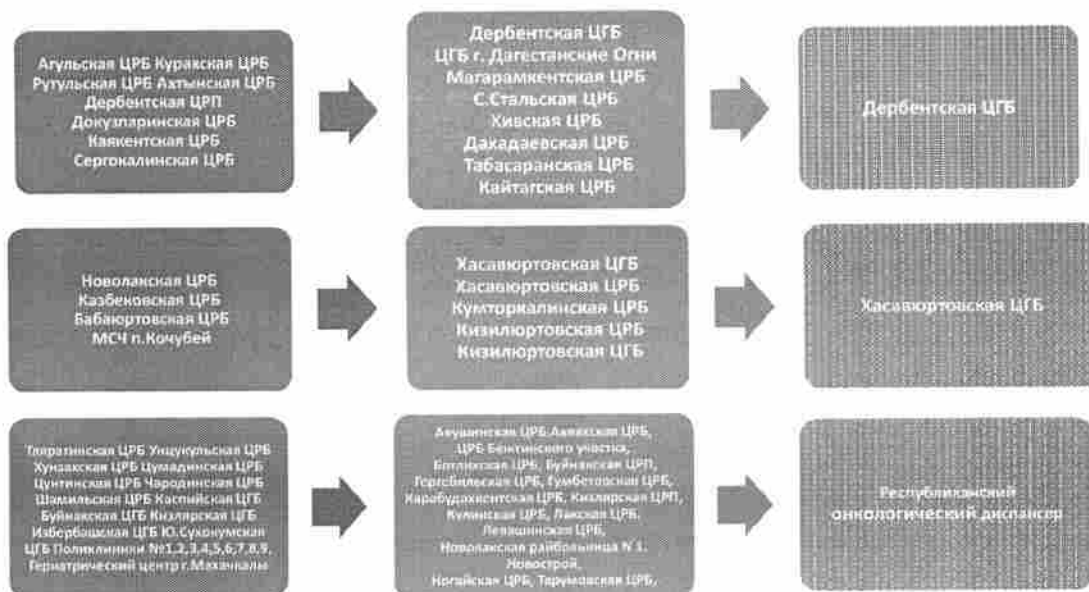 Агульская ЦРБ Курахская ЦРБ
Рутульская ЦРБ Ахтынская ЦРБ
Дербентская ЦРП
Докузпаринская ЦРБ
Каякентская ЦРБ
Сергокалинская ЦРБ
Дербентская ЦГБ
ЦГБ г. Дагестанские Огни
Магарамкентская ЦРБ
С.Стальская ЦРБ
Хивская ЦРБ
Дахадаевская ЦРБ
Табасаранская ЦРБ
Кайтагская ЦРБ
Дербентская ЦГБ
Новолакская ЦРБ
Казбековская ЦРБ
Бабаюртовская ЦРБ
МСЧ п.Кочубей
Хасавюртовская ЦГБ
Хасавюртовская ЦРБ
Кумторкалинская ЦРБ
Кизилюртовская ЦРБ
Кизилюртовская ЦГБ
Хасавюртовская ЦГБ
Тляратинская ЦРБ Унцукульская ЦРБ
Хунзахская ЦРБ Цумадинская ЦРБ
Цунтинская ЦРБ Чародинская ЦРБ
Шамильская ЦРБ Каспийская ЦГБ
Буйнакская ЦГБ Кизлярская ЦГБ
Избербашская ЦГБ Ю.Сухокумская
ЦГБ Поликлиники №1,2,3,4,5,6,7,8,9,
Гериатрический центр г.Махачкалы
Акушинская ЦРБ,Ахвахская ЦРБ,
ЦРБ Бежтинского участка,
Ботлихская ЦРБ, Буйнакская ЦРП,
Гергебильская ЦРБ, Гумбетовская ЦРБ,
Карабудахкентская ЦРБ, Кизлярская ЦРП,
Кулинская ЦРБ, Лакская ЦРБ,
Левашинская ЦРБ,
Новолакская райбольница N 1,
Новострой,
Ногайская ЦРБ, Тарумовская ЦРБ,
Республиканский
онкологический диспансер